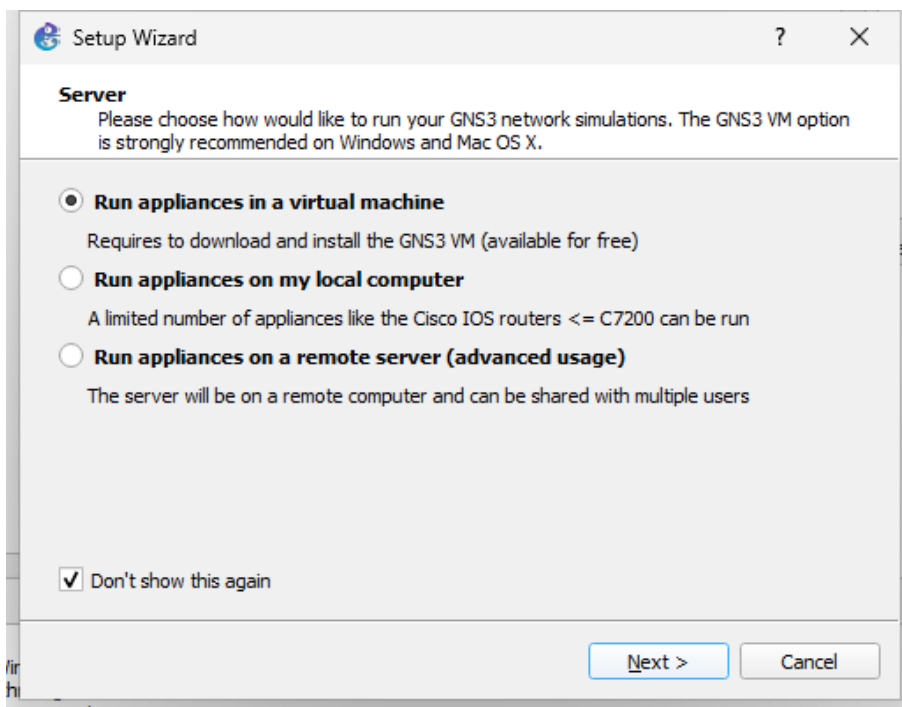 Setup Wizard
?
Server
Please choose how would like to run your GNS3 network simulations. The GNS3 VM option
is strongly recommended on Windows and Mac OS X.
Run appliances in a virtual machine
Requires to download and install the GNS3 VM (available for free)
Run appliances on my local computer
A limited number of appliances like the Cisco IOS routers <= C7200 can be run
Run appliances on a remote server (advanced usage)
The server will be on a remote computer and can be shared with multiple users
Don't show this again
Next >
Cancel